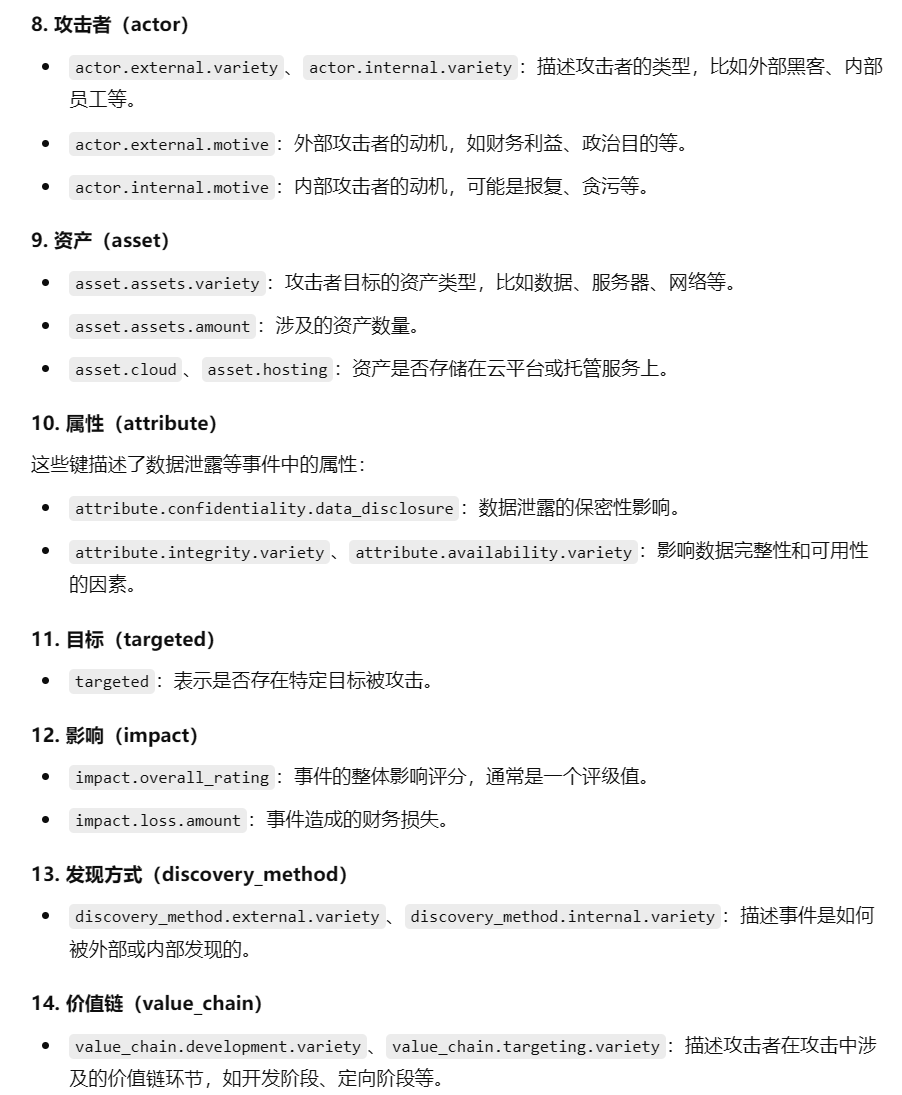 8. 攻击者（actor）
• actor.external.variety、actor.internal.variety：描述攻击者的类型，比如外部黑客、内部
员工等。
• actor.external.motive：外部攻击者的动机，如财务利益、政治目的等。
• actor.internal.motive：内部攻击者的动机，可能是报复、贪污等。
9. 资产（asset）
• asset.assets.variety：攻击者目标的资产类型，比如数据、服务器、网络等。
• asset.assets.amount：涉及的资产数量。
• asset.cloud、asset.hosting：资产是否存储在云平台或托管服务上。
10. 属性（attribute）
这些键描述了数据泄露等事件中的属性：
• attribute.confidentiality.data_disclosure：数据泄露的保密性影响。
• attribute.integrity.variety、attribute.availability.variety：影响数据完整性和可用性
的因素。
11. 目标（targeted）
• targeted：表示是否存在特定目标被攻击。
12. 影响（impact）
• impact.overall_rating：事件的整体影响评分，通常是一个评级值。
• impact.loss.amount：事件造成的财务损失。
13. 发现方式（discovery_method）
• discovery_method.external.variety、discovery_method.internal.variety：描述事件是如何
被外部或内部发现的。
14. 价值链（value_chain）
• value_chain.development.variety、value_chain.targeting.variety：描述攻击者在攻击中涉
及的价值链环节，如开发阶段、定向阶段等。